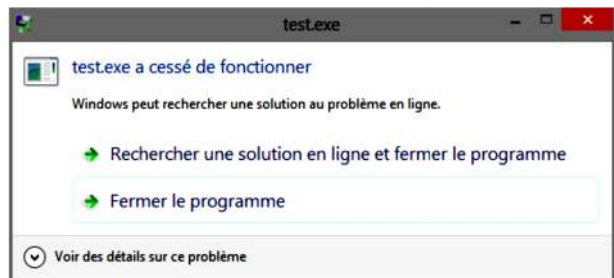 test.exe
test.exe a cessé de fonctionner
Windows peut rechercher une solution au problème en ligne.
Rechercher une solution en ligne et fermer le programme
Fermer le programme
Voir des détails sur ce problème